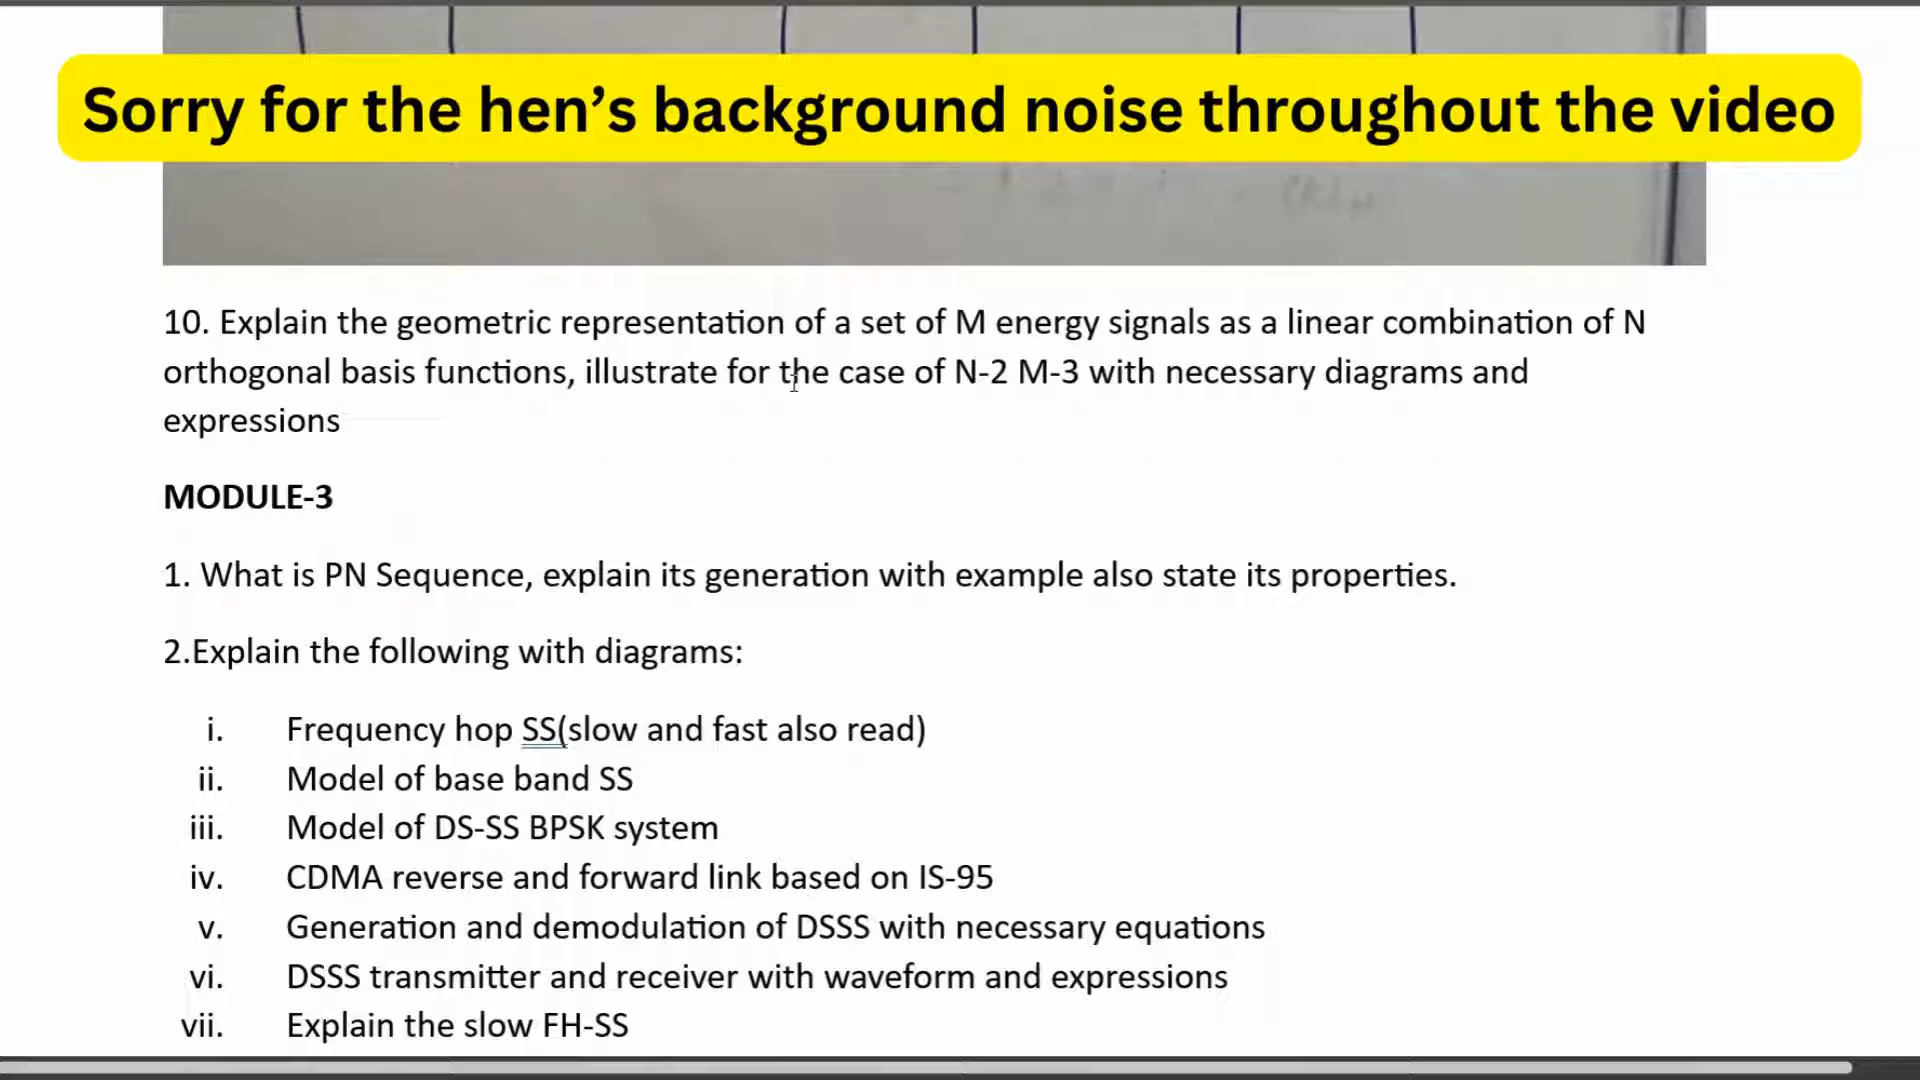 Sorry for the hen’s background noise throughout the video
10. Explain the geometric representation of a set of M energy signals as a linear combination of N
orthogonal basis functions, illustrate for the case of N-2 M-3 with necessary diagrams and
expressions
MODULE-3
1. What is PN Sequence, explain its generation with example also state its properties.
2.Explain the following with diagrams:
i. Frequency hop SS(slow and fast also read)
ii. Model of base band SS
iii. Model of DS-SS BPSK system
iv. CDMA reverse and forward link based on IS-95
v. Generation and demodulation of DSSS with necessary equations
vi. DSSS transmitter and receiver with waveform and expressions
vii. Explain the slow FH-SS